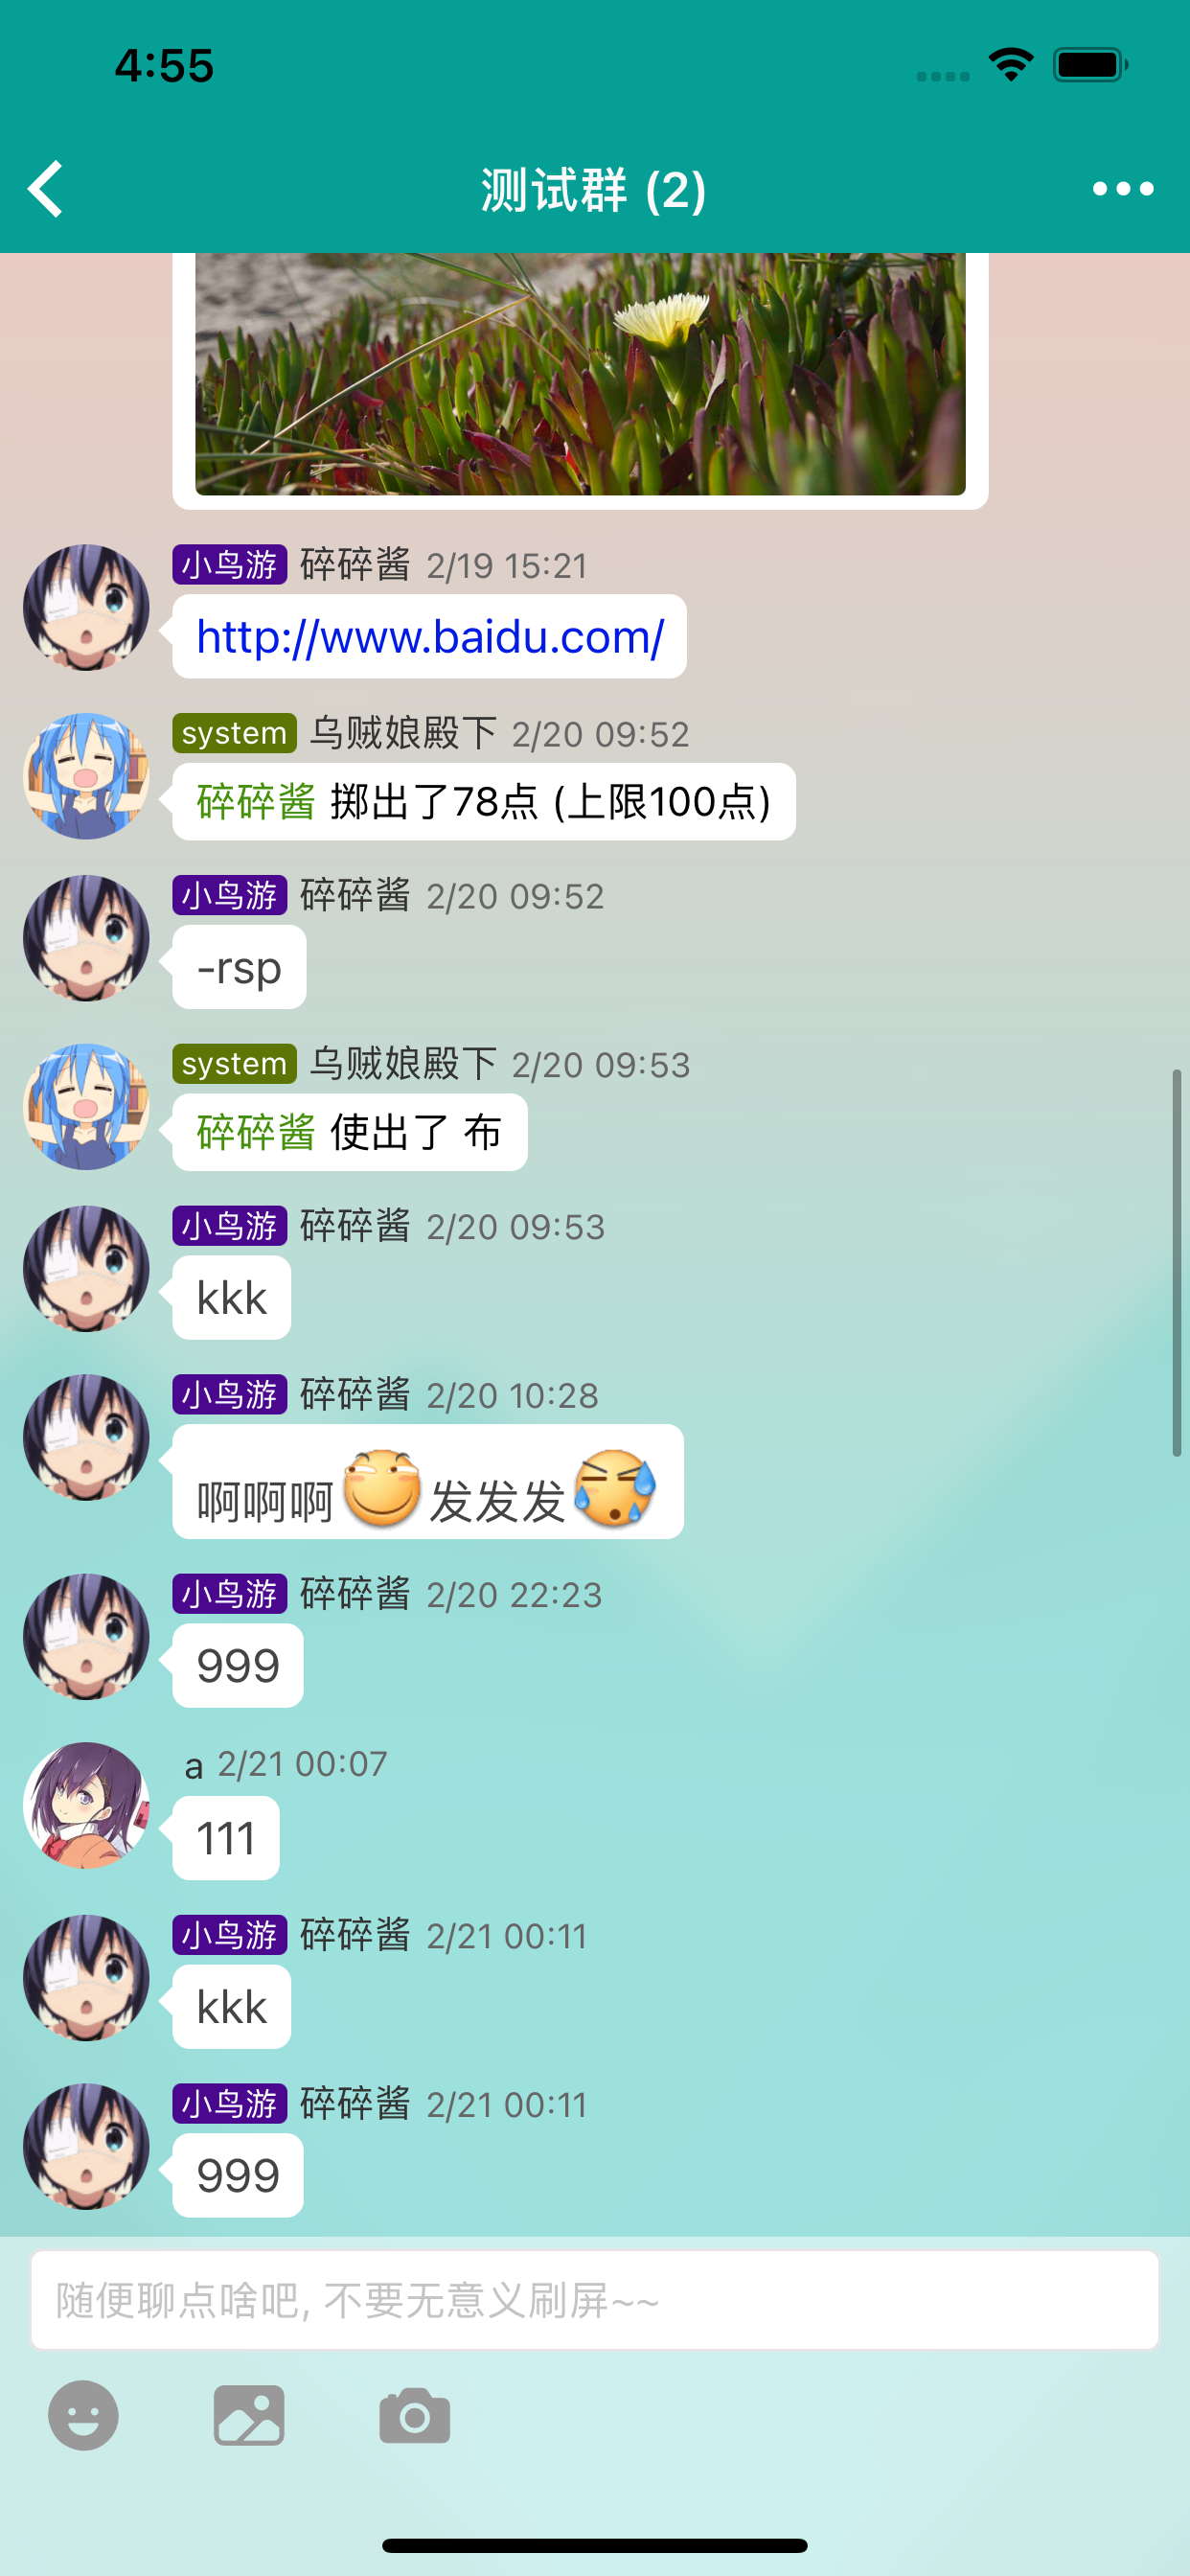 4:55
测试群 (2)
小鸟游 碎碎酱 2/19 15:21
http://www.baidu.com/
system 乌贼娘殿下 2/20 09:52
碎碎酱 掷出了78点 (上限100点)
小鸟游 碎碎酱 2/20 09:52
-rsp
system 乌贼娘殿下 2/20 09:53
碎碎酱 使出了 布
小鸟游 碎碎酱 2/20 09:53
kkk
小鸟游 碎碎酱 2/20 10:28
啊啊啊 发发发
小鸟游 碎碎酱 2/20 22:23
999
a 2/21 00:07
111
小鸟游 碎碎酱 2/21 00:11
kkk
小鸟游 碎碎酱 2/21 00:11
999
随便聊点啥吧, 不要无意义刷屏~~